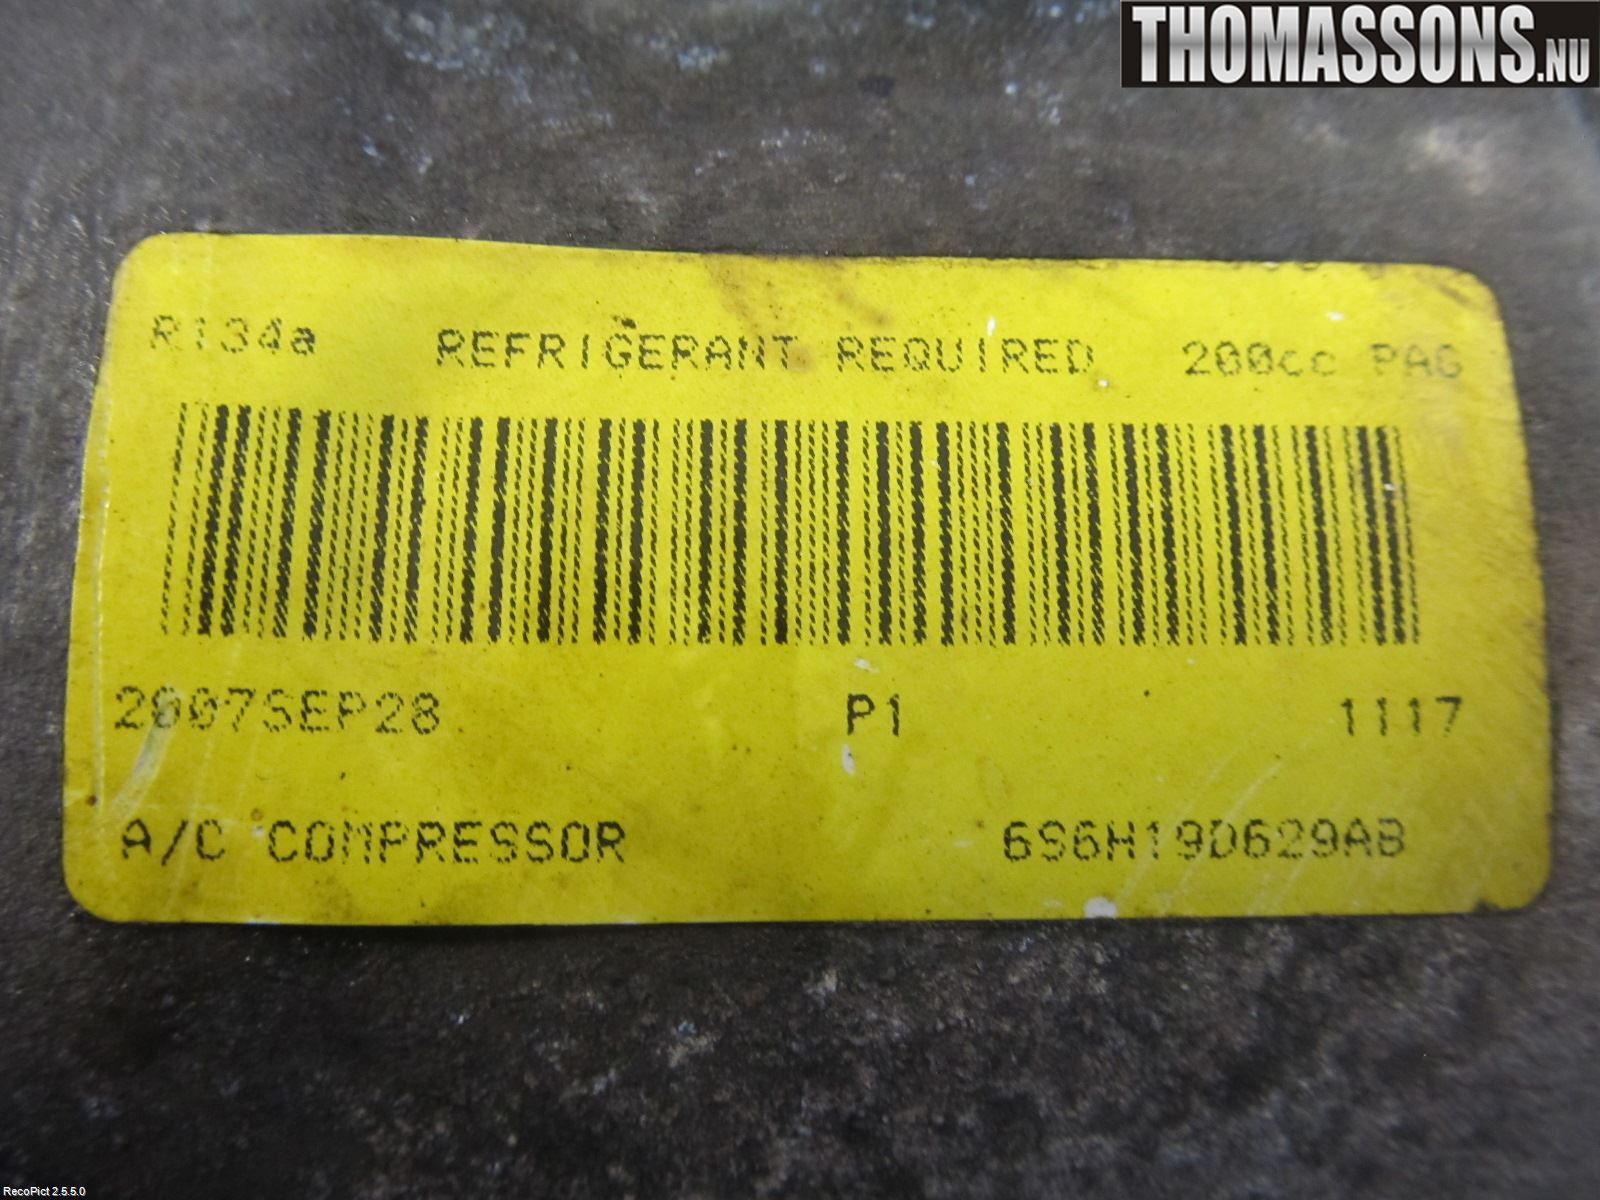 THOMASSONS.NU
R134a REFRIGERANT REQUIRED 200cc PAG
2007SEP28 P1 1117
A/C COMPRESSOR 6S6H19D629AB
RecoPict 2.5.5.0